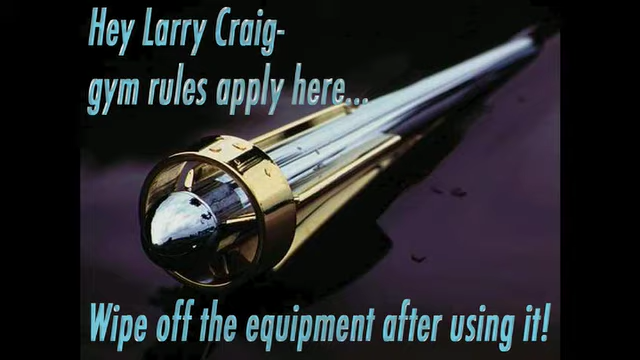 Hey Larry Craig-
gym rules apply here...
Wipe off the equipment after using it!